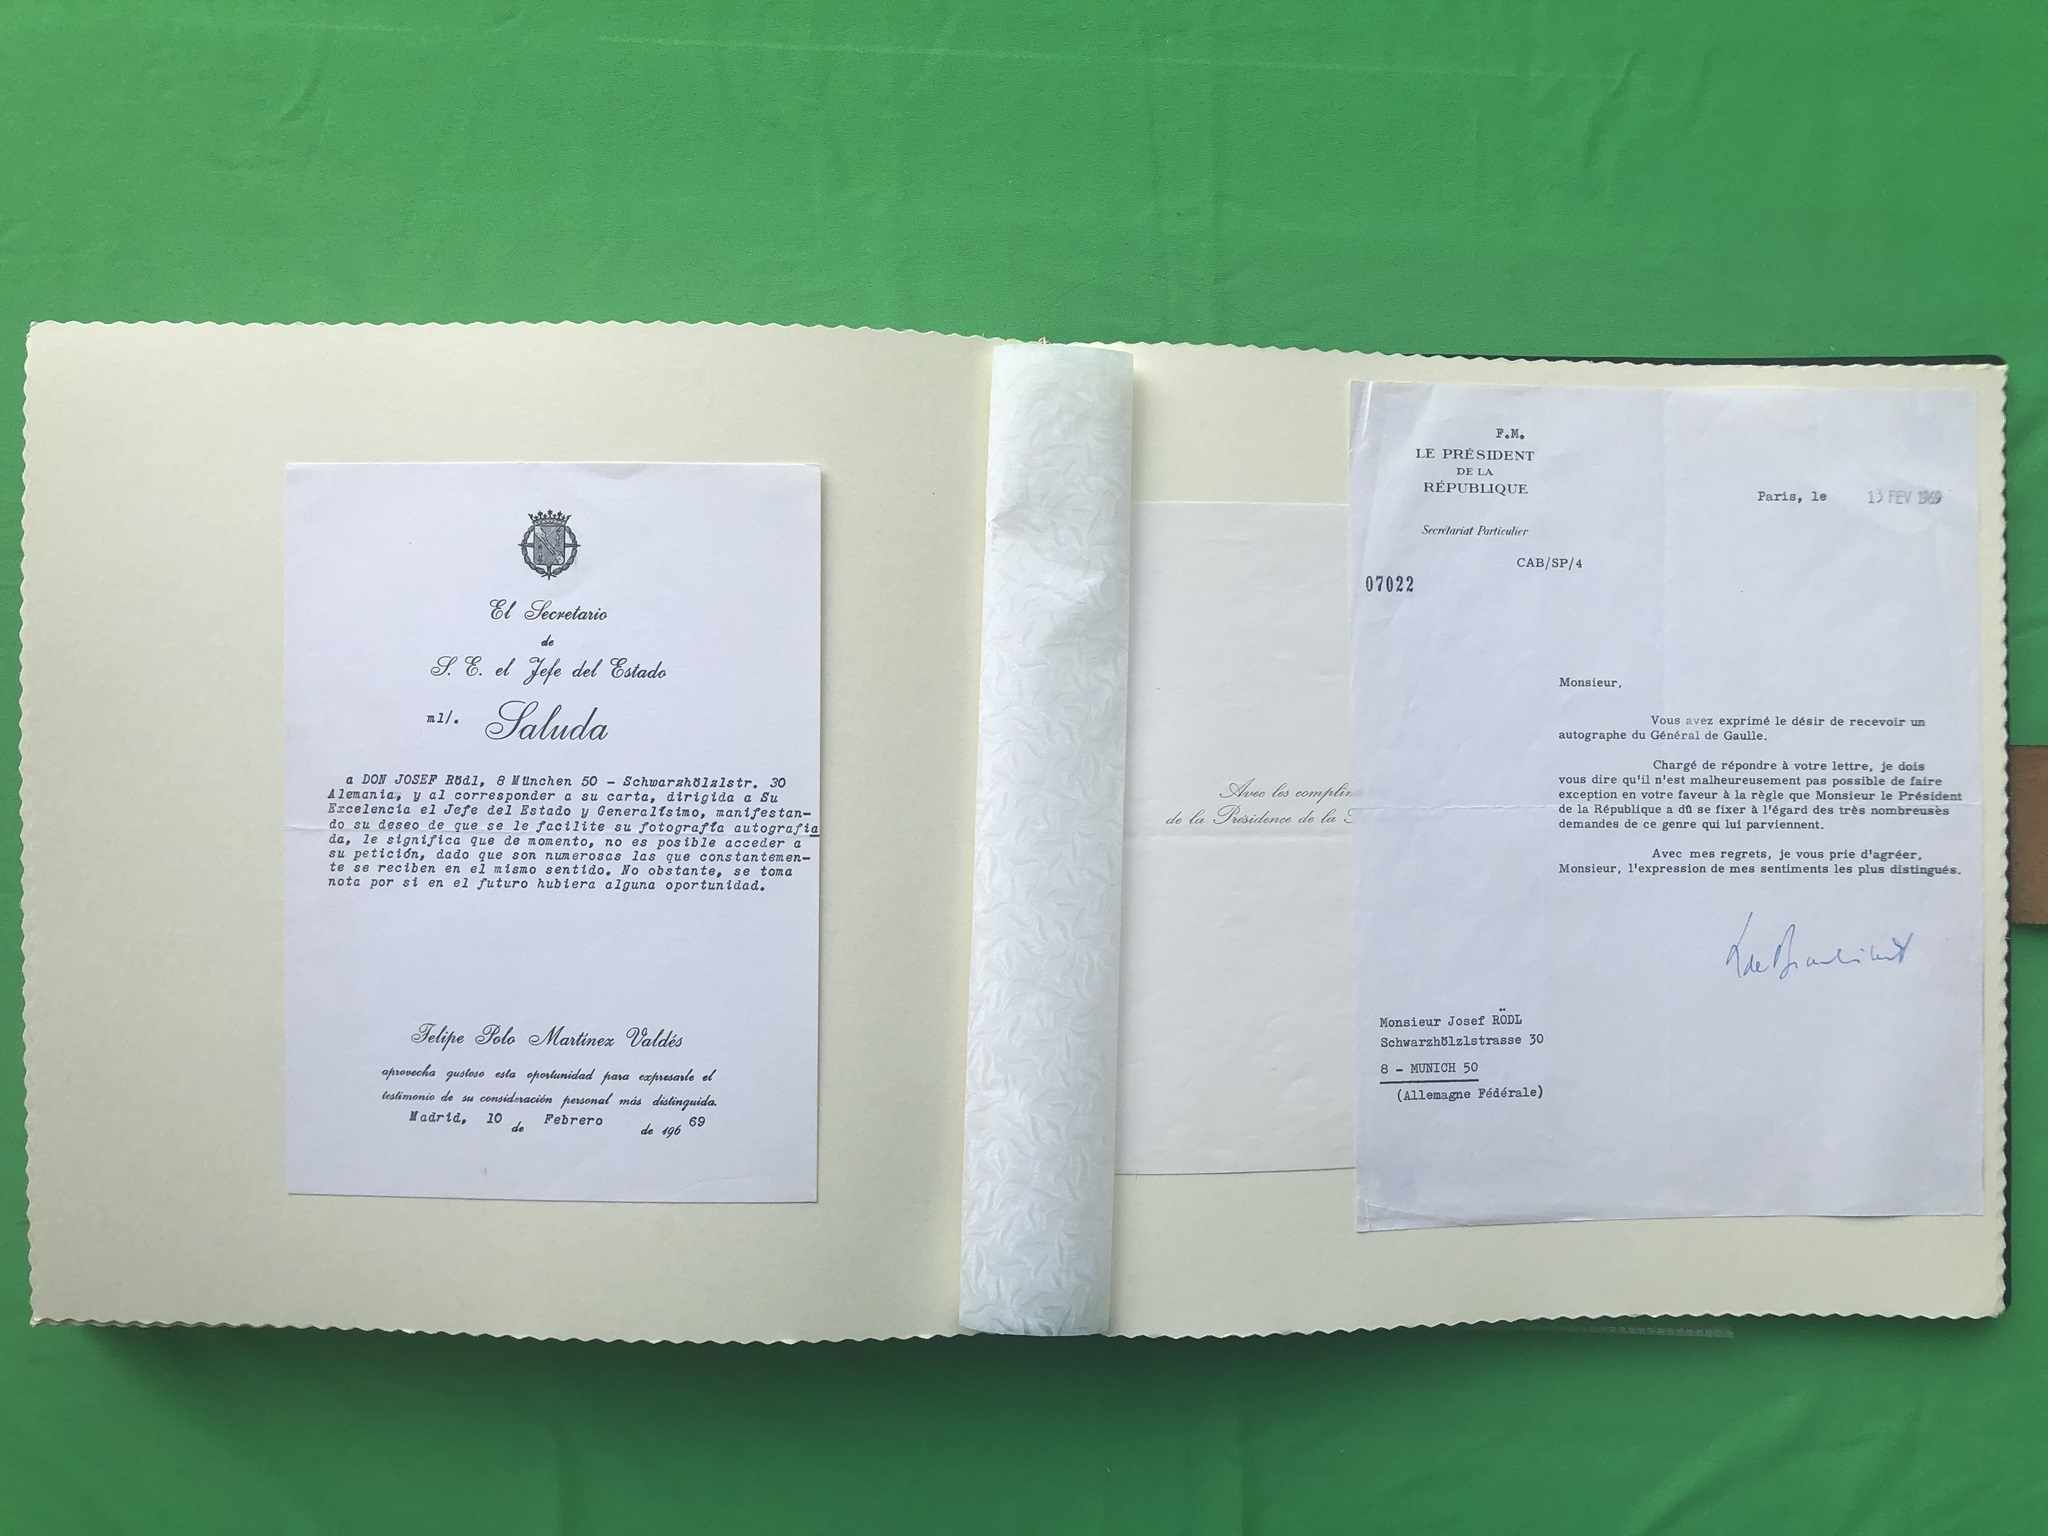 El Secretario
de
S. E. el Jefe del Estado
ml/. Saluda
a DON JOSEF Rödl, 8 München 50 - Schwarzhölzlstr. 30
Alemania, y al corresponder a su carta, dirigida a Su
Excelencia el Jefe del Estado y Generalísimo, manifestan-
do su deseo de que se le facilite su fotografía autografia
da, le significa que de momento, no es posible acceder a
su petición, dado que son numerosas las que constantemen-
te se reciben en el mismo sentido. No obstante, se toma
nota por si en el futuro hubiera alguna oportunidad.
Felipe Polo Martínez Valdés
aprovecha gustoso esta oportunidad para expresarle el
testimonio de su consideración personal más distinguida.
Madrid, 10 de Febrero de 196 69
Avec les complim
de la Présidence de la
F.M.
LE PRÉSIDENT
DE LA
RÉPUBLIQUE
Paris, le 13 FEV 1969
Secrétariat Particulier
CAB/SP/4
07022
Monsieur,
Vous avez exprimé le désir de recevoir un
autographe du Général de Gaulle.
Chargé de répondre à votre lettre, je dois
vous dire qu'il n'est malheureusement pas possible de faire
exception en votre faveur à la règle que Monsieur le Président
de la République a dû se fixer à l'égard des très nombreuses
demandes de ce genre qui lui parviennent.
Avec mes regrets, je vous prie d'agréer,
Monsieur, l'expression de mes sentiments les plus distingués.
Monsieur Josef RÖDL
Schwarzhölzlstrasse 30
8 - MUNICH 50
(Allemagne Fédérale)